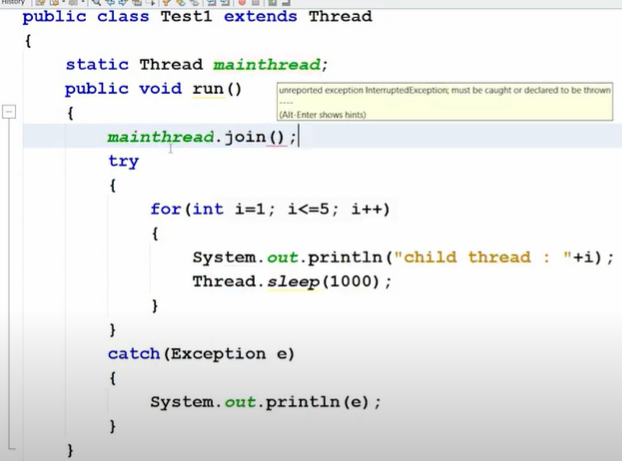 History
public class Test1 extends Thread
{
static Thread mainthread;
public void run()
unreported exception InterruptedException; must be caught or declared to be thrown
----
(Alt-Enter shows hints)
{
mainthread.join();
try
{
for(int i=1; i<=5; i++)
{
System.out.println("child thread : "+i);
Thread.sleep(1000);
}
}
catch(Exception e)
{
System.out.println(e);
}
}